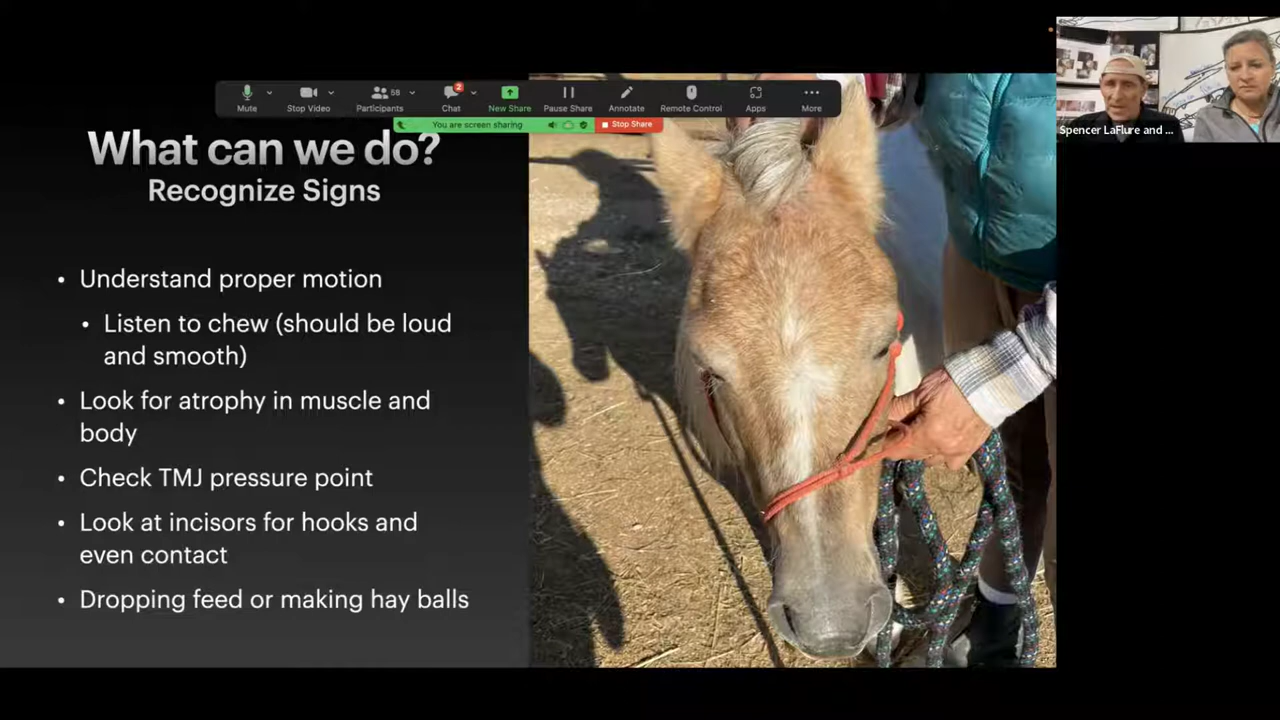 58
2
Mute
Stop Video
Participants
Chat
New Share
Pause Share
Annotate
Remote Control
Apps
More
You are screen sharing
Stop Share
Spencer LaFlure and ...
What can we do?
Recognize Signs
• Understand proper motion
• Listen to chew (should be loud
and smooth)
• Look for atrophy in muscle and
body
• Check TMJ pressure point
• Look at incisors for hooks and
even contact
• Dropping feed or making hay balls